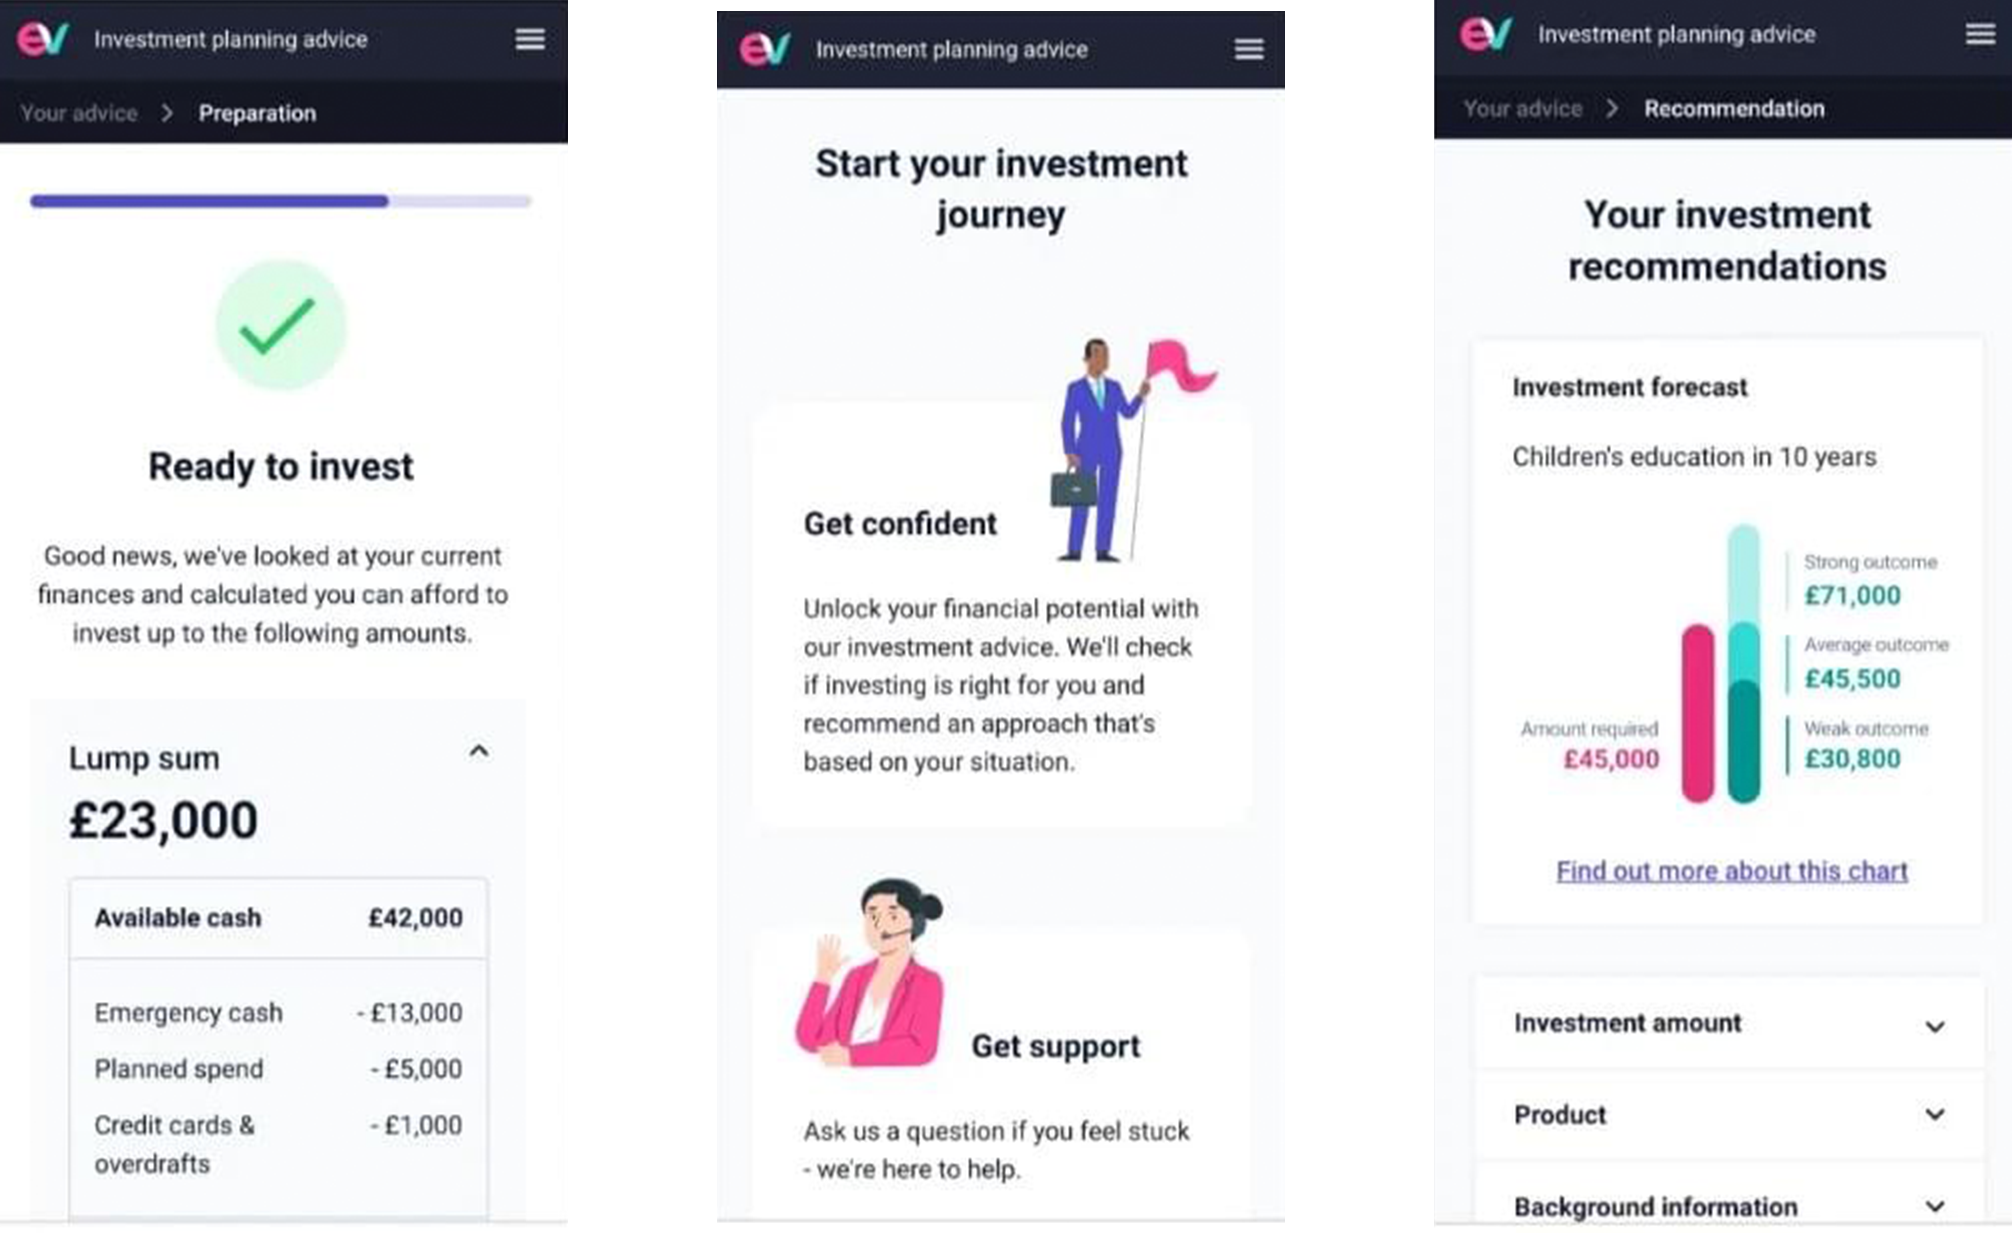 ev Investment planning advice
Your advice > Preparation
Ready to invest
Good news, we've looked at your current
finances and calculated you can afford to
invest up to the following amounts.
Lump sum
£23,000
Available cash £42,000
Emergency cash - £13,000
Planned spend - £5,000
Credit cards & - £1,000
overdrafts
ev Investment planning advice
Start your investment
journey
Get confident
Unlock your financial potential with
our investment advice. We'll check
if investing is right for you and
recommend an approach that's
based on your situation.
Get support
Ask us a question if you feel stuck
- we're here to help.
ev Investment planning advice
Your advice > Recommendation
Your investment
recommendations
Investment forecast
Children's education in 10 years
Strong outcome
£71,000
Average outcome
£45,500
Amount required
£45,000
Weak outcome
£30,800
Find out more about this chart
Investment amount
Product
Background information